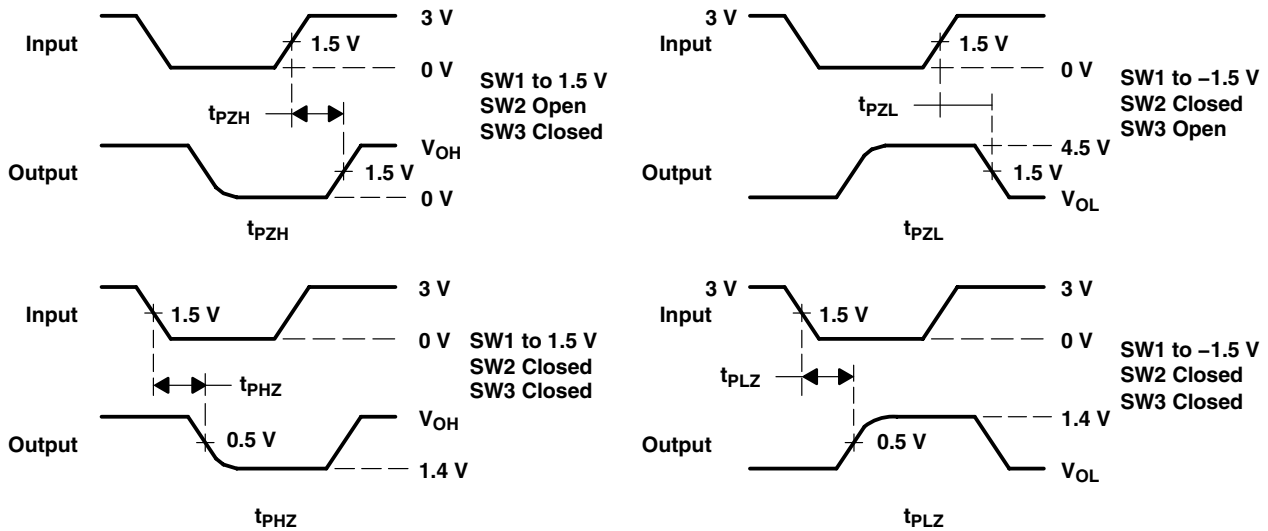 3 V
Input
1.5 V
0 V
SW1 to 1.5 V
SW2 Open
SW3 Closed
tPZH
Output
VOH
1.5 V
0 V
tPZH
3 V
Input
1.5 V
0 V
SW1 to −1.5 V
SW2 Closed
SW3 Open
tPZL
4.5 V
Output
1.5 V
VOL
tPZL
3 V
Input
1.5 V
0 V
SW1 to 1.5 V
SW2 Closed
SW3 Closed
tPHZ
VOH
Output
0.5 V
1.4 V
tPHZ
3 V
Input
1.5 V
0 V
SW1 to −1.5 V
SW2 Closed
SW3 Closed
tPLZ
1.4 V
Output
0.5 V
VOL
tPLZ